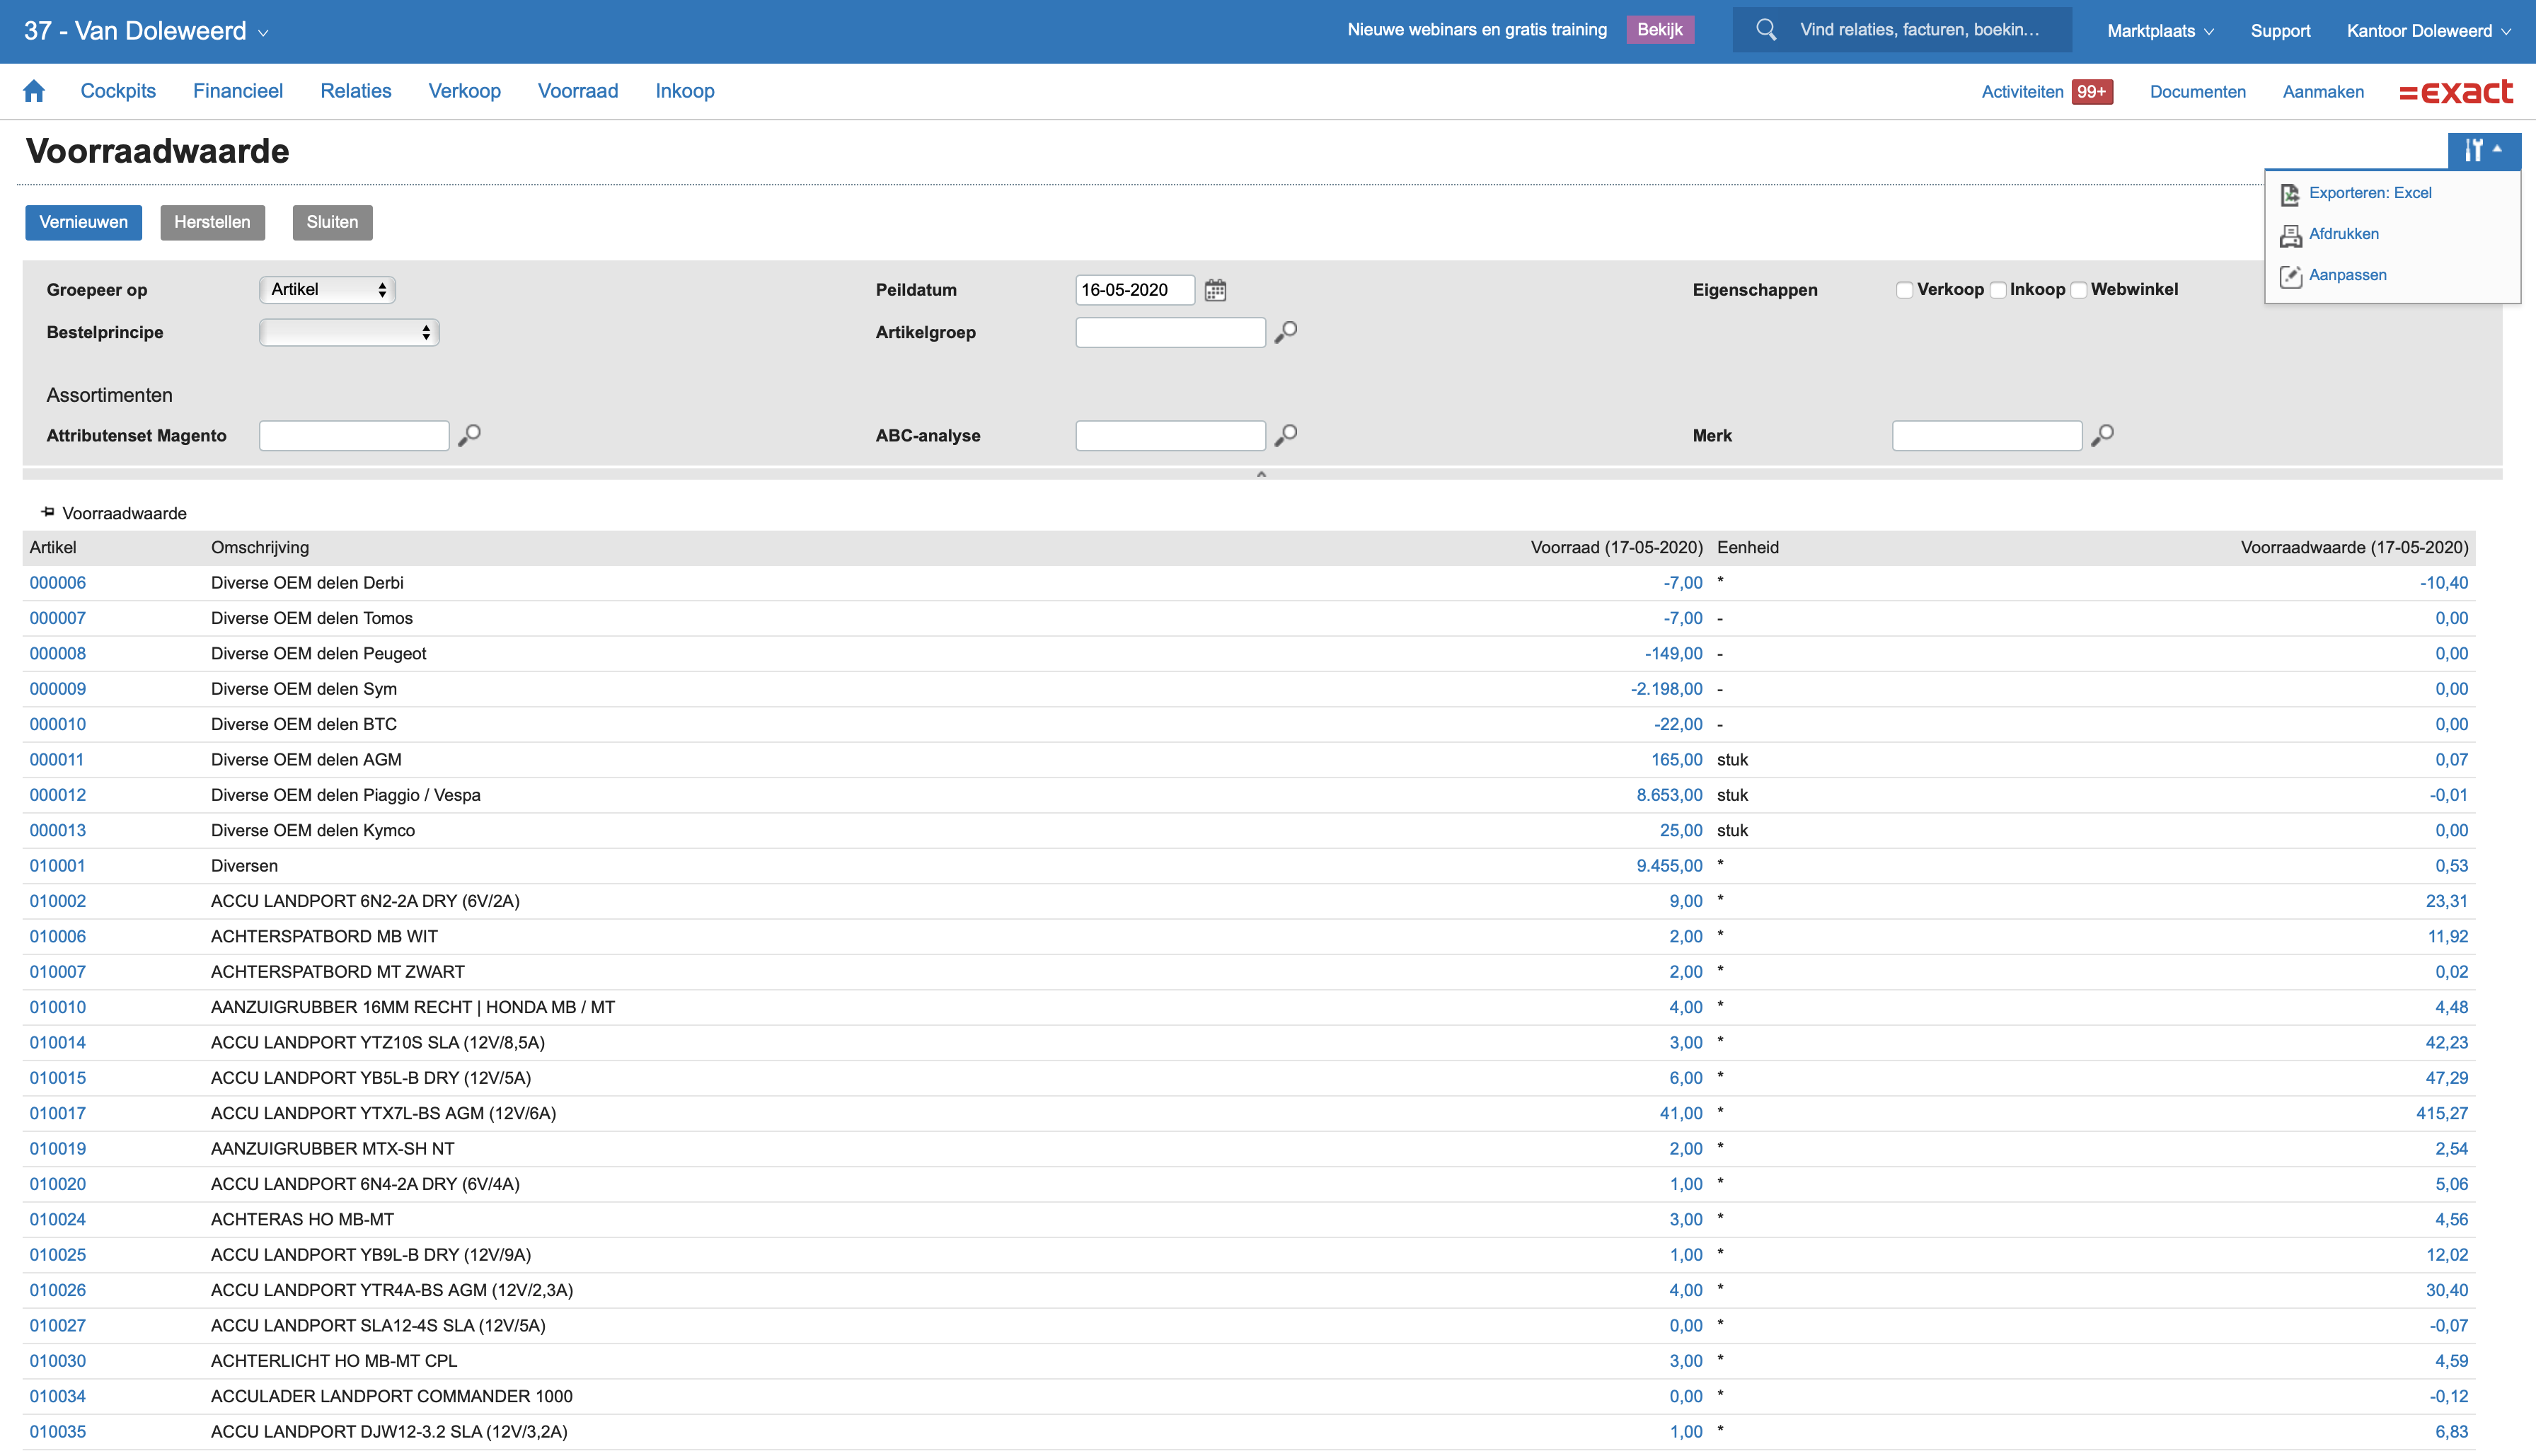 37 - Van Doleweerd Nieuwe webinars en gratis training Bekijk Vind relaties, facturen, boekin... Marktplaats Support Kantoor Doleweerd
Cockpits Financieel Relaties Verkoop Voorraad Inkoop Activiteiten 99+ Documenten Aanmaken =exact
Voorraadwaarde
Exporteren: Excel
Afdrukken
Aanpassen
Vernieuwen Herstellen Sluiten
Groepeer op Artikel Peildatum 16-05-2020 Eigenschappen Verkoop Inkoop Webwinkel
Bestelprincipe Artikelgroep
Assortimenten
Attributenset Magento ABC-analyse Merk
Voorraadwaarde
Artikel Omschrijving Voorraad (17-05-2020) Eenheid Voorraadwaarde (17-05-2020)
000006 Diverse OEM delen Derbi -7,00 * -10,40
000007 Diverse OEM delen Tomos -7,00 - 0,00
000008 Diverse OEM delen Peugeot -149,00 - 0,00
000009 Diverse OEM delen Sym -2.198,00 - 0,00
000010 Diverse OEM delen BTC -22,00 - 0,00
000011 Diverse OEM delen AGM 165,00 stuk 0,07
000012 Diverse OEM delen Piaggio / Vespa 8.653,00 stuk -0,01
000013 Diverse OEM delen Kymco 25,00 stuk 0,00
010001 Diversen 9.455,00 * 0,53
010002 ACCU LANDPORT 6N2-2A DRY (6V/2A) 9,00 * 23,31
010006 ACHTERSPATBORD MB WIT 2,00 * 11,92
010007 ACHTERSPATBORD MT ZWART 2,00 * 0,02
010010 AANZUIGRUBBER 16MM RECHT | HONDA MB / MT 4,00 * 4,48
010014 ACCU LANDPORT YTZ10S SLA (12V/8,5A) 3,00 * 42,23
010015 ACCU LANDPORT YB5L-B DRY (12V/5A) 6,00 * 47,29
010017 ACCU LANDPORT YTX7L-BS AGM (12V/6A) 41,00 * 415,27
010019 AANZUIGRUBBER MTX-SH NT 2,00 * 2,54
010020 ACCU LANDPORT 6N4-2A DRY (6V/4A) 1,00 * 5,06
010024 ACHTERAS HO MB-MT 3,00 * 4,56
010025 ACCU LANDPORT YB9L-B DRY (12V/9A) 1,00 * 12,02
010026 ACCU LANDPORT YTR4A-BS AGM (12V/2,3A) 4,00 * 30,40
010027 ACCU LANDPORT SLA12-4S SLA (12V/5A) 0,00 * -0,07
010030 ACHTERLICHT HO MB-MT CPL 3,00 * 4,59
010034 ACCULADER LANDPORT COMMANDER 1000 0,00 * -0,12
010035 ACCU LANDPORT DJW12-3.2 SLA (12V/3,2A) 1,00 * 6,83